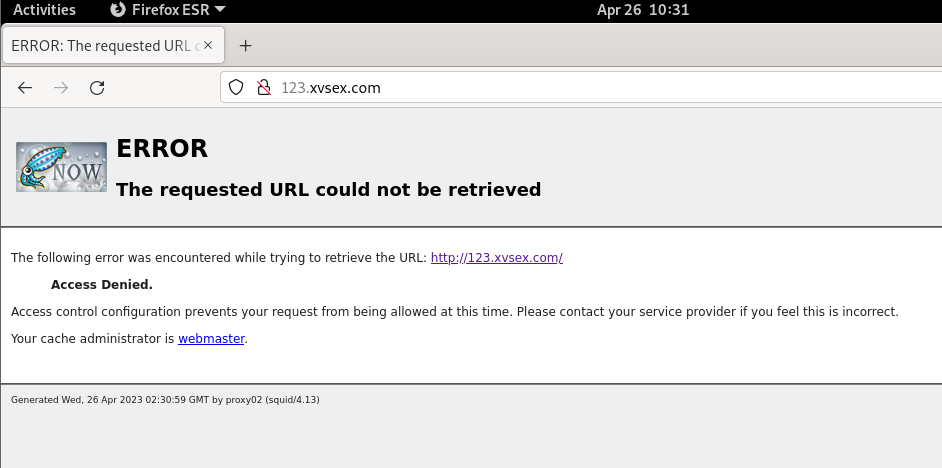 Activities Firefox ESR Apr 26 10:31
ERROR: The requested URL
123.xvsex.com
NOW
ERROR
The requested URL could not be retrieved
The following error was encountered while trying to retrieve the URL: http://123.xvsex.com/
Access Denied.
Access control configuration prevents your request from being allowed at this time. Please contact your service provider if you feel this is incorrect.
Your cache administrator is webmaster.
Generated Wed, 26 Apr 2023 02:30:59 GMT by proxy02 (squid/4.13)